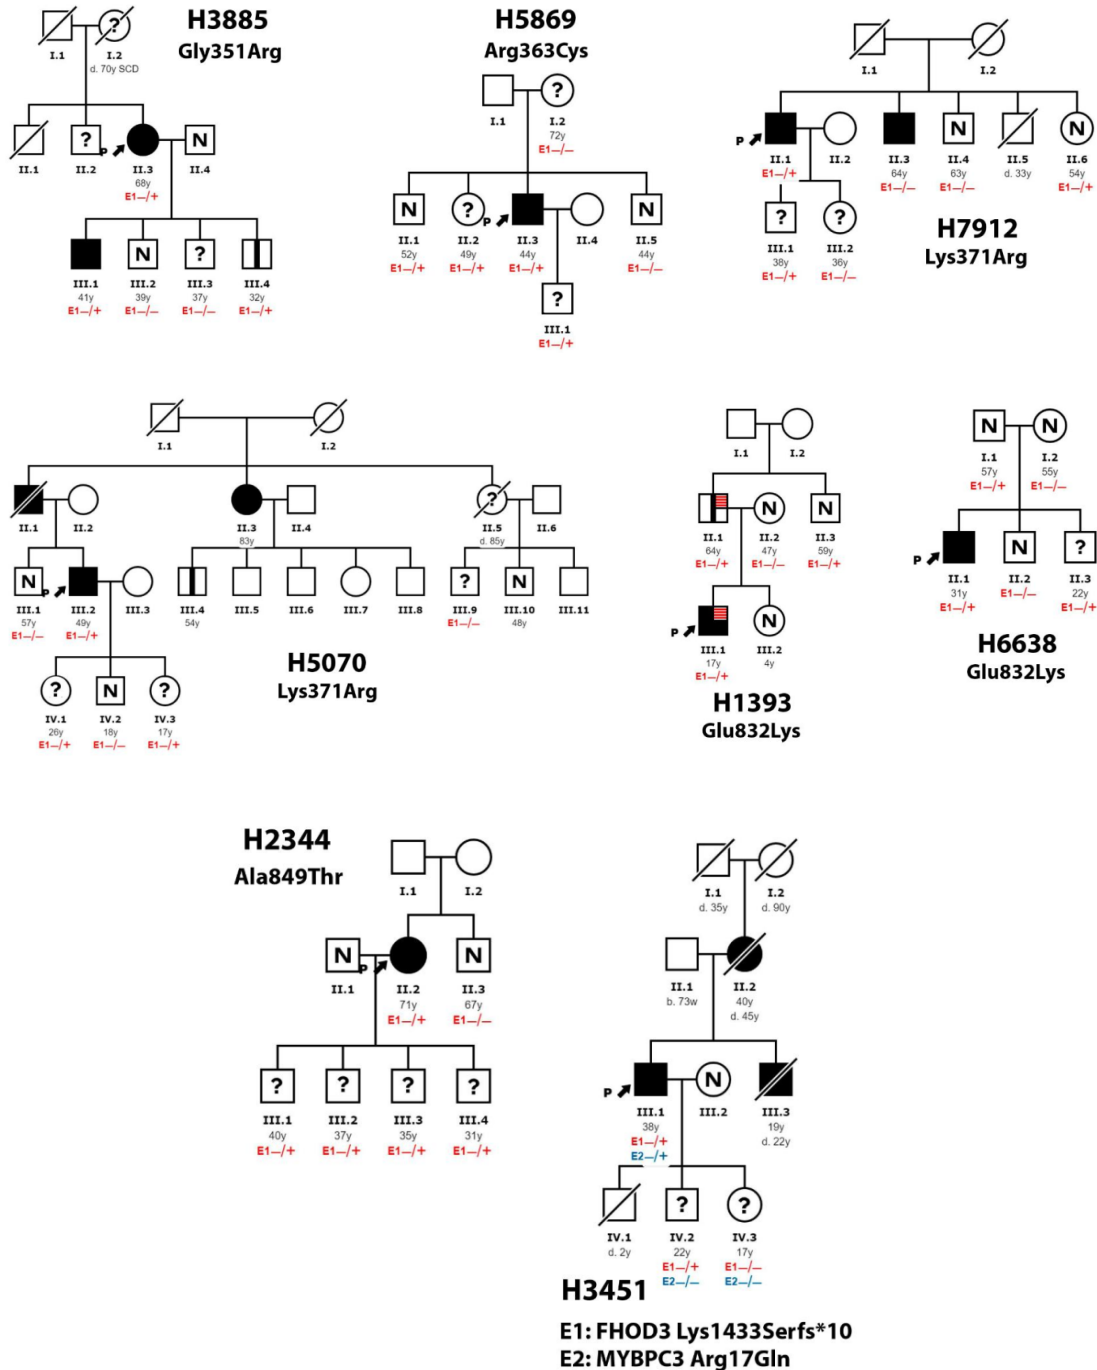 H3885
Gly351Arg
?
I.1 I.2
d. 70y SCD
?
P
N
II.1 II.2 II.3 II.4
68y
E1—/+
N ?
III.1 III.2 III.3 III.4
41y 39y 37y 32y
E1—/+ E1—/— E1—/— E1—/+
H5869
Arg363Cys
?
I.1 I.2
72y
E1—/—
N ? P N
II.1 II.2 II.3 II.4 II.5
52y 49y 44y 44y
E1—/+ E1—/+ E1—/+ E1—/—
?
III.1
E1—/+
I.1 I.2
P N N
II.1 II.2 II.3 II.4 II.5 II.6
64y 63y d. 33y 54y
E1—/+ E1—/— E1—/— E1—/+
? ?
III.1 III.2
38y 36y
E1—/+ E1—/—
H7912
Lys371Arg
I.1 I.2
?
II.1 II.2 II.3 II.4 II.5 II.6
83y d. 85y
N P ? N
III.1 III.2 III.3 III.4 III.5 III.6 III.7 III.8 III.9 III.10 III.11
57y 49y 54y 48y
E1—/— E1—/+ E1—/—
? N ?
IV.1 IV.2 IV.3
26y 18y 17y
E1—/+ E1—/— E1—/+
H5070
Lys371Arg
I.1 I.2
N N
II.1 II.2 II.3
64y 47y 59y
E1—/+ E1—/— E1—/+
P N
III.1 III.2
17y 4y
E1—/+
H1393
Glu832Lys
N N
I.1 I.2
57y 55y
E1—/+ E1—/—
P N ?
II.1 II.2 II.3
31y 22y
E1—/+ E1—/— E1—/+
H6638
Glu832Lys
H2344
Ala849Thr
I.1 I.2
N P N
II.1 II.2 II.3
71y 67y
E1—/+ E1—/—
? ? ? ?
III.1 III.2 III.3 III.4
40y 37y 35y 31y
E1—/+ E1—/+ E1—/+ E1—/+
I.1 I.2
d. 35y d. 90y
II.1 II.2
b. 73w 40y
d. 45y
P N
III.1 III.2 III.3
38y 19y
E1—/+ d. 22y
E2—/+
? ?
IV.1 IV.2 IV.3
d. 2y 22y 17y
E1—/+ E1—/—
E2—/— E2—/—
H3451
E1: FHOD3 Lys1433Serfs*10
E2: MYBPC3 Arg17Gln